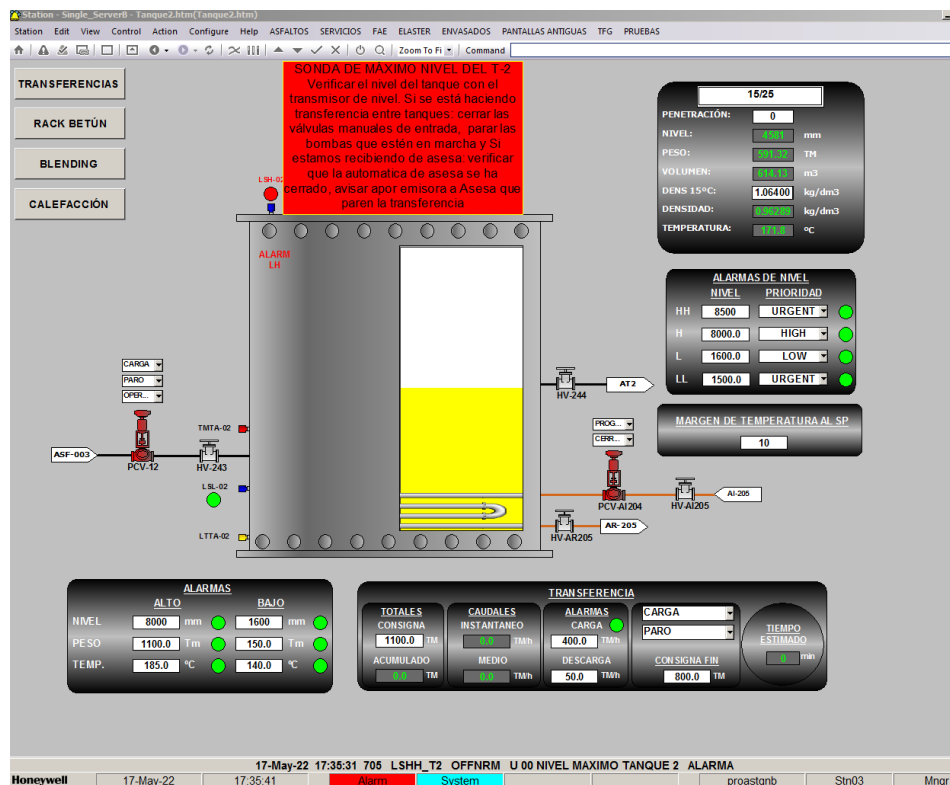 Station - Single_ServerB - Tanque2.htm(Tanque2.htm)
Station Edit View Control Action Configure Help ASFALTOS SERVICIOS FAE ELASTER ENVASADOS PANTALLAS ANTIGUAS TFG PRUEBAS
Zoom To Fi Command
TRANSFERENCIAS
RACK BETÚN
BLENDING
CALEFACCIÓN
SONDA DE MÁXIMO NIVEL DEL T-2
Verificar el nivel del tanque con el
transmisor de nivel. Si se está haciendo
transferencia entre tanques: cerrar las
válvulas manuales de entrada, parar las
bombas que estén en marcha y Si
estamos recibiendo de asesa: verificar
que la automática de asesa se ha
cerrado, avisar apor emisora a Asesa que
paren la transferencia
LSH-02
ALARM
LH
15/25
PENETRACIÓN: 0
NIVEL: 4581 mm
PESO: 591.32 TM
VOLUMEN: 614.13 m3
DENS 15ºC: 1.06400 kg/dm3
DENSIDAD: 0.96289 kg/dm3
TEMPERATURA: 171.8 ºC
ALARMAS DE NIVEL
NIVEL PRIORIDAD
HH 8500 URGENT
H 8000.0 HIGH
L 1600.0 LOW
LL 1500.0 URGENT
MARGEN DE TEMPERATURA AL SP
10
CARGA
PARO
OPER...
ASF-003
PCV-12
HV-243
TMTA-02
LSL-02
LTTA-02
HV-244
AT2
PROG...
CERR...
PCV-AI204
HV-AI205
AI-205
HV-AR205
AR-205
ALARMAS
ALTO BAJO
NIVEL 8000 mm 1600 mm
PESO 1100.0 Tm 150.0 Tm
TEMP. 185.0 ºC 140.0 ºC
TRANSFERENCIA
TOTALES CAUDALES ALARMAS
CONSIGNA INSTANTANEO CARGA CARGA
1100.0 TM 0.0 TM/h 400.0 TM/h PARO
TIEMPO
ESTIMADO
0 min
ACUMULADO MEDIO DESCARGA CONSIGNA FIN
0.0 TM 0.0 TM/h 50.0 TM/h 800.0 TM
17-May-22 17:35:31 705 LSHH_T2 OFFNRM U 00 NIVEL MAXIMO TANQUE 2 ALARMA
Honeywell 17-May-22 17:35:41 Alarm System proastgnb Stn03 Mngr